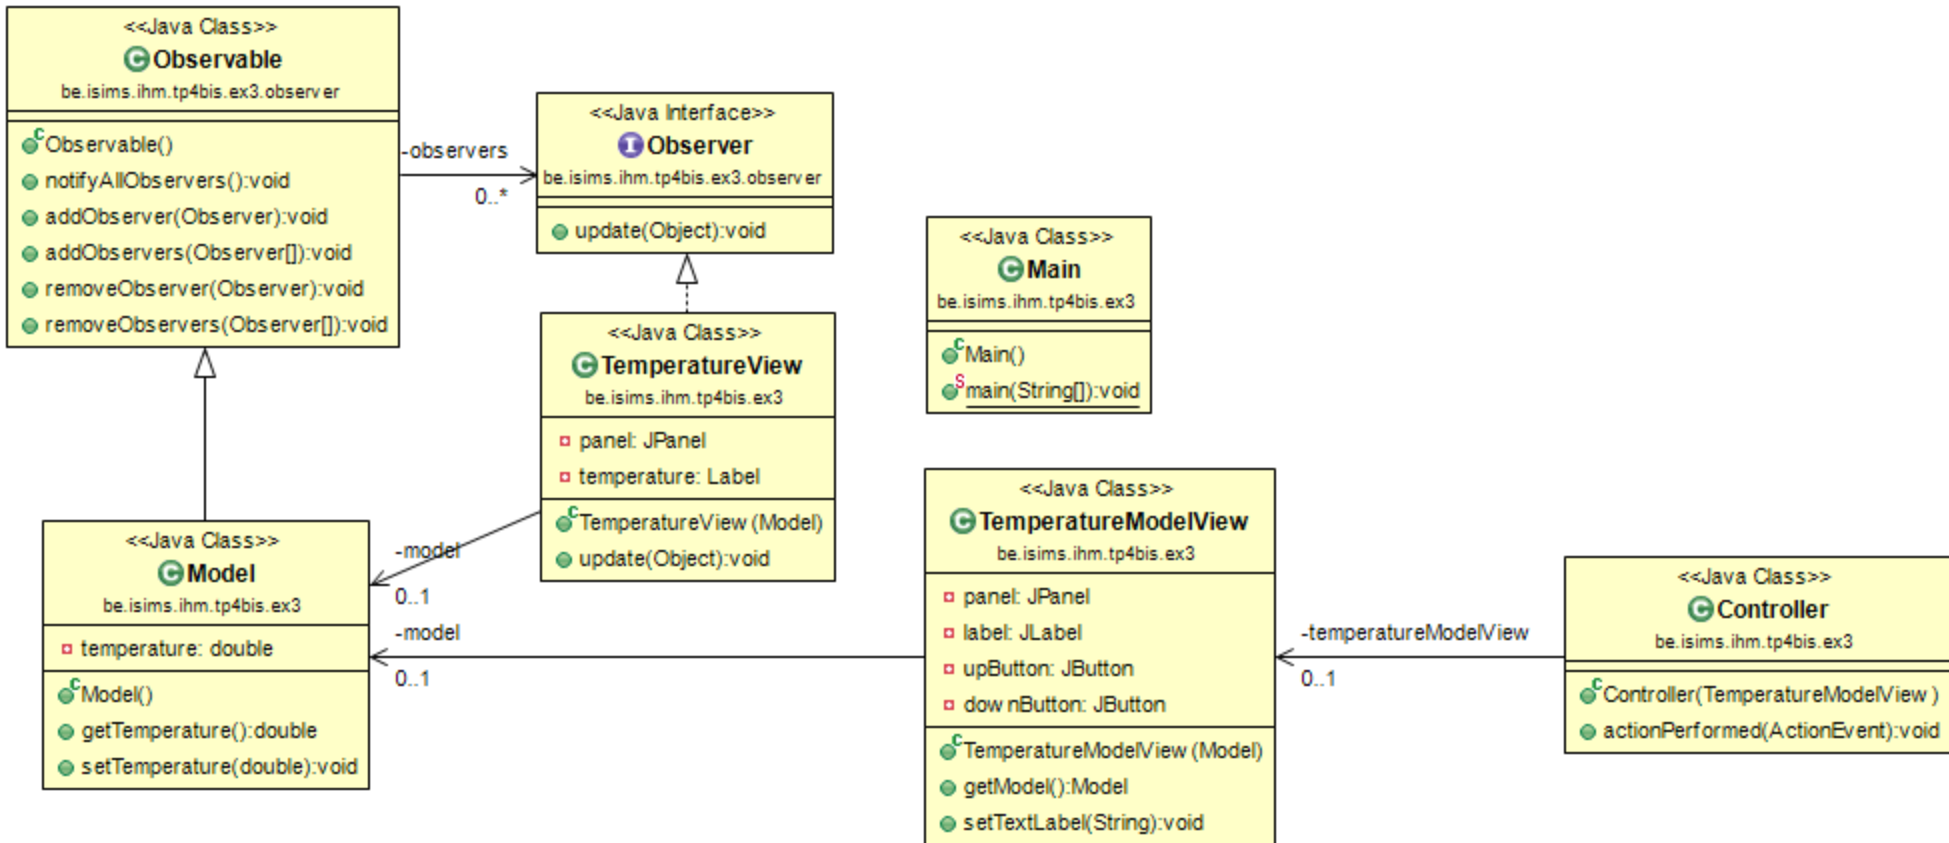 <<Java Class>>
Observable
be.isims.ihm.tp4bis.ex3.observer
Observable()
notifyAllObservers():void
addObserver(Observer):void
addObservers(Observer[]):void
removeObserver(Observer):void
removeObservers(Observer[]):void
-observers
0..*
<<Java Interface>>
Observer
be.isims.ihm.tp4bis.ex3.observer
update(Object):void
<<Java Class>>
Main
be.isims.ihm.tp4bis.ex3
Main()
main(String[]):void
<<Java Class>>
TemperatureView
be.isims.ihm.tp4bis.ex3
panel: JPanel
temperature: Label
TemperatureView(Model)
update(Object):void
-model
0..1
<<Java Class>>
Model
be.isims.ihm.tp4bis.ex3
temperature: double
Model()
getTemperature():double
setTemperature(double):void
-model
0..1
<<Java Class>>
TemperatureModelView
be.isims.ihm.tp4bis.ex3
panel: JPanel
label: JLabel
upButton: JButton
downButton: JButton
TemperatureModelView(Model)
getModel():Model
setTextLabel(String):void
-temperatureModelView
0..1
<<Java Class>>
Controller
be.isims.ihm.tp4bis.ex3
Controller(TemperatureModelView)
actionPerformed(ActionEvent):void